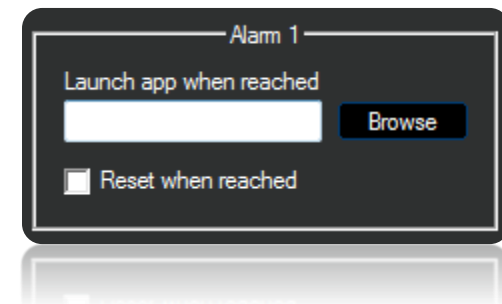 Alarm 1
Launch app when reached
Browse
Reset when reached